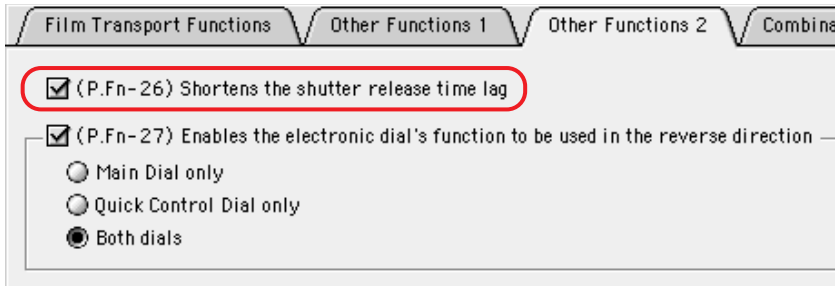 Film Transport Functions Other Functions 1 Other Functions 2 Combina
(P.Fn-26) Shortens the shutter release time lag
(P.Fn-27) Enables the electronic dial's function to be used in the reverse direction
Main Dial only
Quick Control Dial only
Both dials